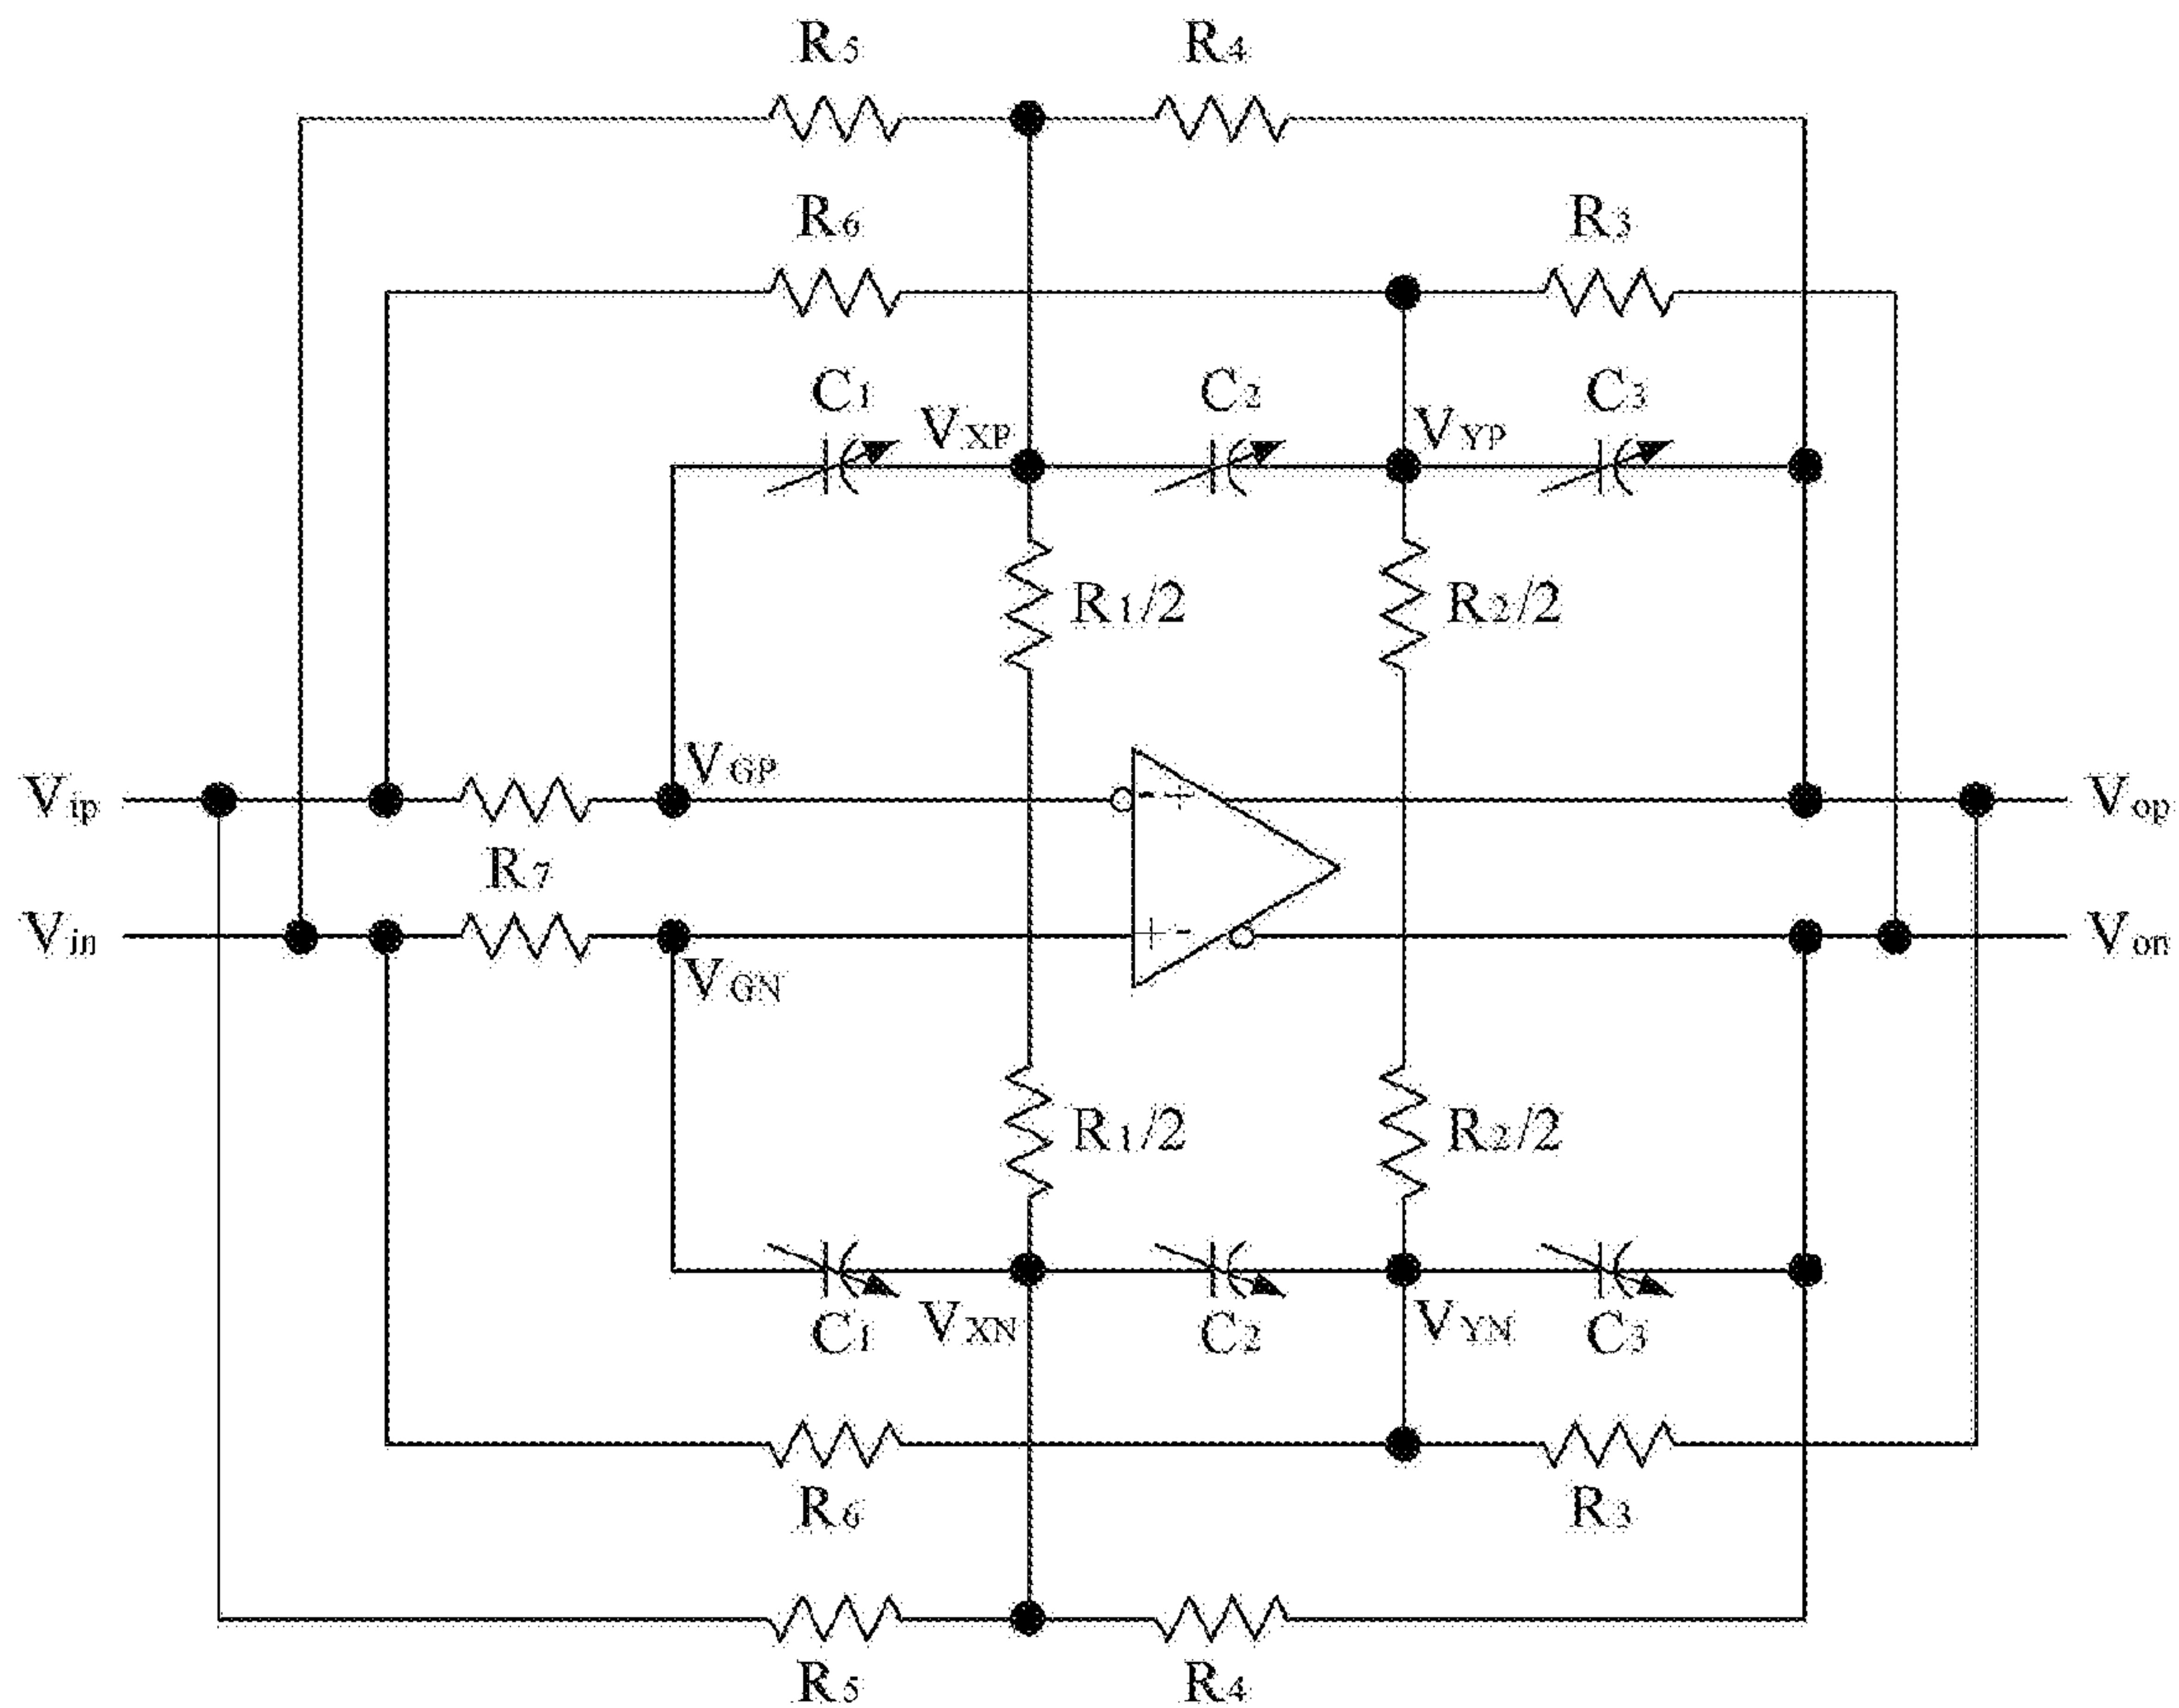 R5 R4
R6 R3
C1 C2 C3
VXP VYP
R1/2 R2/2
VGP
Vip - + Vop
R7
Vin + - Von
VGN
R1/2 R2/2
VXN VYN
C1 C2 C3
R6 R3
R5 R4